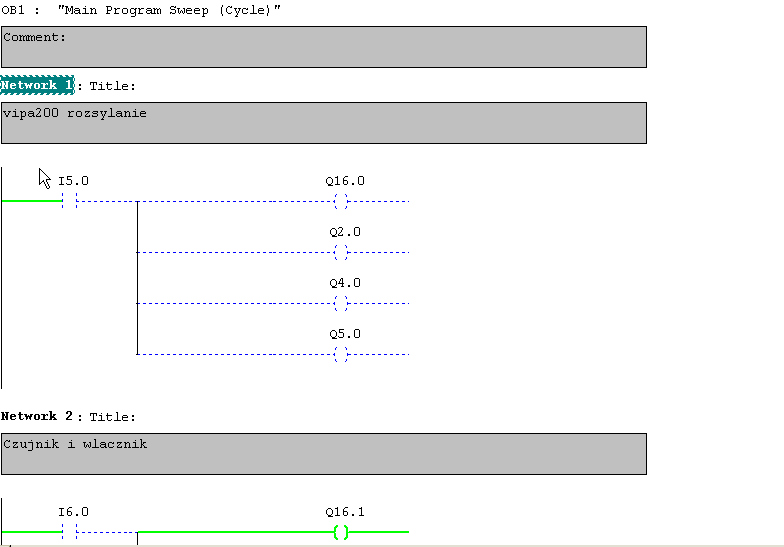 OB1 :  "Main Program Sweep (Cycle)"
Comment:
Network 1: Title:
vipa200 rozsylanie
I5.0 Q16.0
Q2.0
Q4.0
Q5.0
Network 2: Title:
Czujnik i wlacznik
I6.0 Q16.1